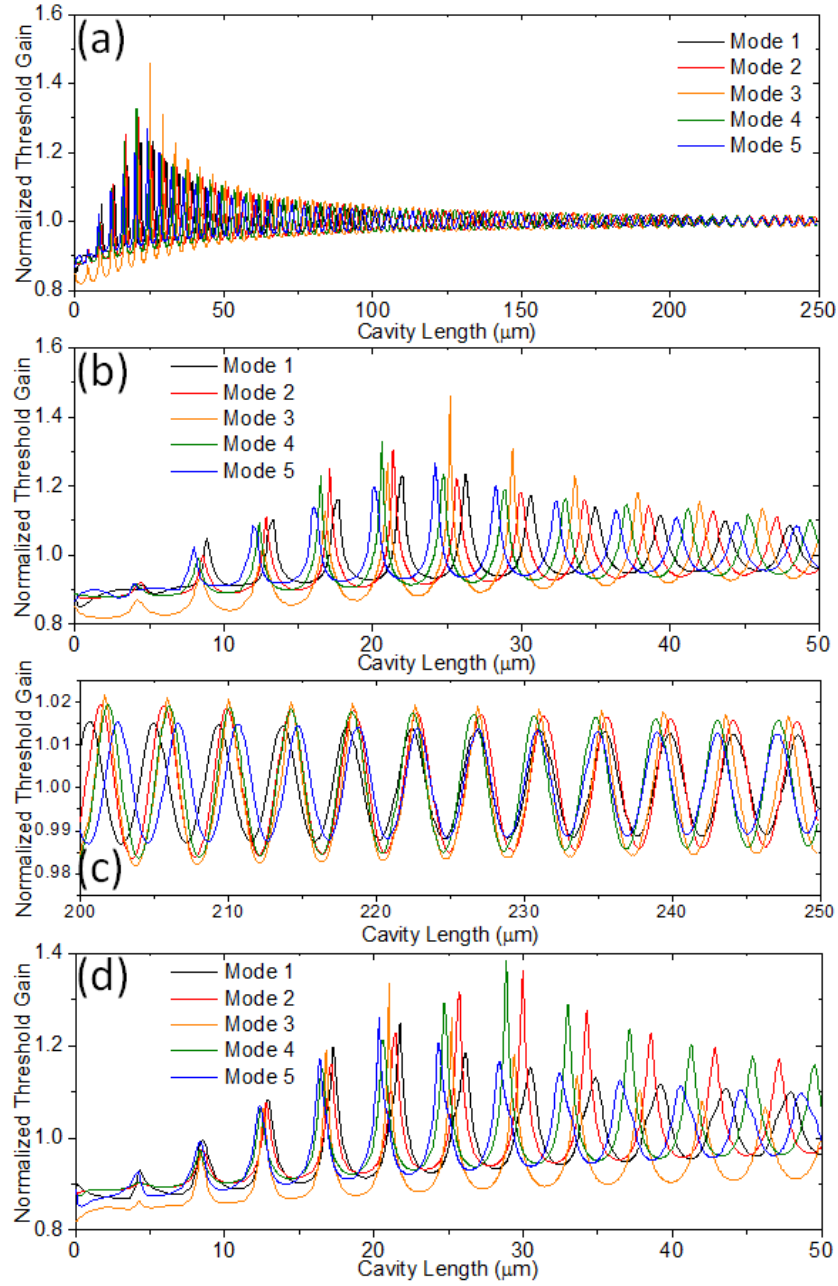 (a)
Normalized Threshold Gain
1.6
1.4
1.2
1.0
0.8
Mode 1
Mode 2
Mode 3
Mode 4
Mode 5
0 50 100 150 200 250
Cavity Length (μm)
(b)
Normalized Threshold Gain
1.6
1.4
1.2
1.0
0.8
Mode 1
Mode 2
Mode 3
Mode 4
Mode 5
0 10 20 30 40 50
Cavity Length (μm)
(c)
Normalized Threshold Gain
1.02
1.01
1.00
0.99
0.98
200 210 220 230 240 250
Cavity Length (μm)
(d)
Normalized Threshold Gain
1.4
1.2
1.0
0.8
Mode 1
Mode 2
Mode 3
Mode 4
Mode 5
0 10 20 30 40 50
Cavity Length (μm)